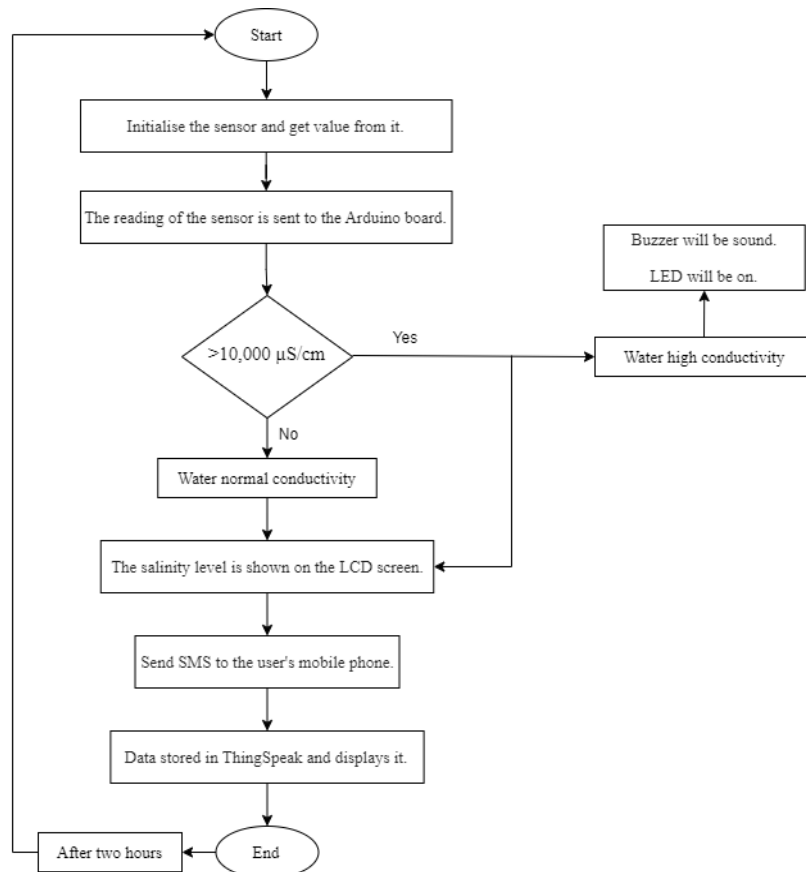 Start
Initialise the sensor and get value from it.
The reading of the sensor is sent to the Arduino board.
Buzzer will be sound.
LED will be on.
>10,000 µS/cm
Yes
Water high conductivity
No
Water normal conductivity
The salinity level is shown on the LCD screen.
Send SMS to the user's mobile phone.
Data stored in ThingSpeak and displays it.
After two hours
End